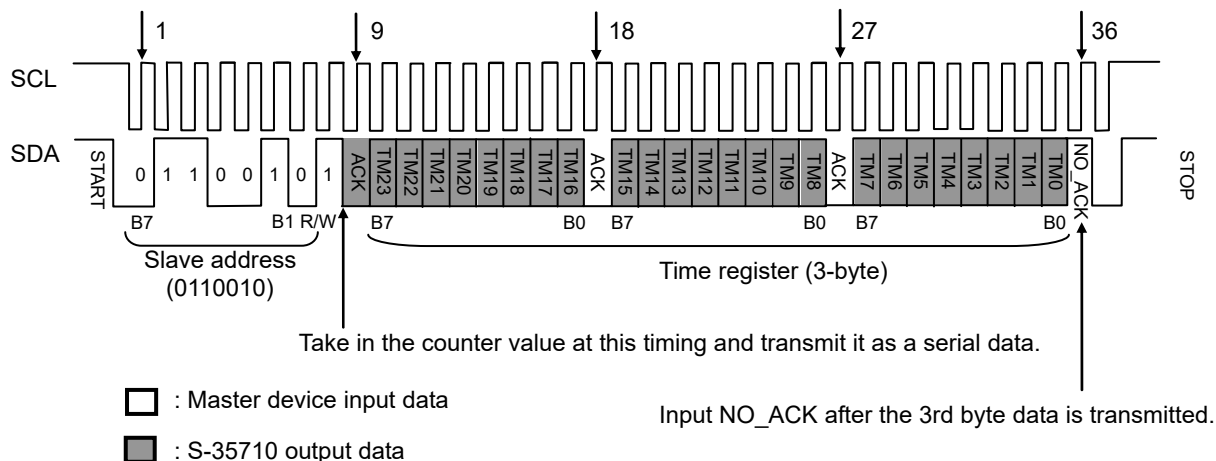 1 9 18 27 36
SCL
SDA
START 0 1 1 0 0 1 0 1 ACK TM23 TM22 TM21 TM20 TM19 TM18 TM17 TM16 ACK TM15 TM14 TM13 TM12 TM11 TM10 TM9 TM8 ACK TM7 TM6 TM5 TM4 TM3 TM2 TM1 TM0 NO_ACK STOP
B7 B1 R/W B7 B0 B7 B0 B7 B0
Slave address
(0110010)
Time register (3-byte)
Take in the counter value at this timing and transmit it as a serial data.
: Master device input data
Input NO_ACK after the 3rd byte data is transmitted.
: S-35710 output data